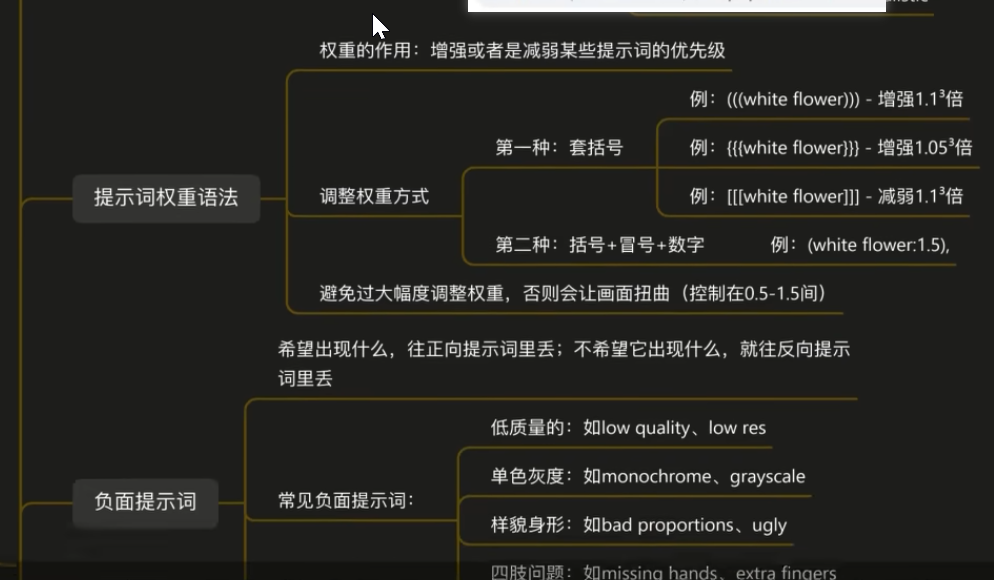 权重的作用：增强或者是减弱某些提示词的优先级
例：(((white flower))) - 增强1.1³倍
第一种：套括号
例：{{{white flower}}} - 增强1.05³倍
提示词权重语法
调整权重方式
例：[[[white flower]]] - 减弱1.1³倍
第二种：括号+冒号+数字
例：(white flower:1.5),
避免过大幅度调整权重，否则会让画面扭曲（控制在0.5-1.5间）
希望出现什么，往正向提示词里丢；不希望它出现什么，就往反向提示
词里丢
低质量的：如low quality、low res
单色灰度：如monochrome、grayscale
负面提示词
常见负面提示词：
样貌身形：如bad proportions、ugly
四肢问题：如missing hands、extra fingers